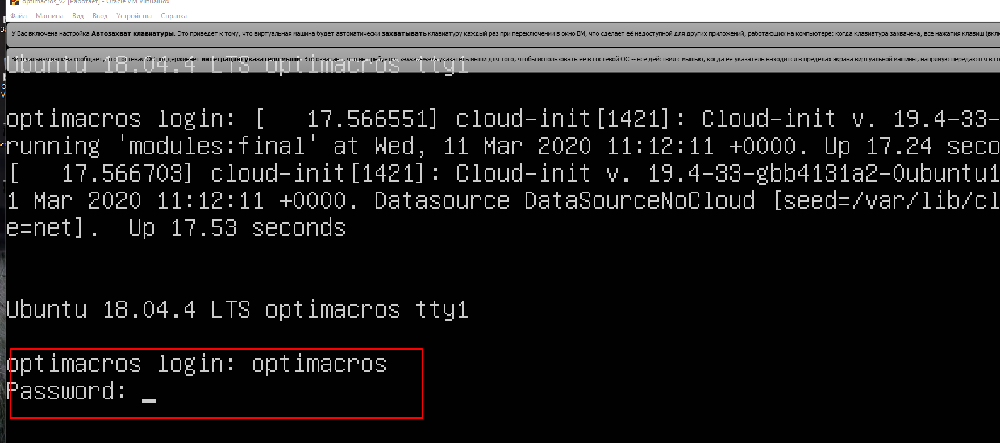 optimacros_v2 [Работает] - Oracle VM VirtualBox
Файл Машина Вид Ввод Устройства Справка
У Вас включена настройка Автозахват клавиатуры. Это приведет к тому, что виртуальная машина будет автоматически захватывать клавиатуру каждый раз при переключении в окно ВМ, что сделает её недоступной для других приложений, работающих на компьютере: когда клавиатура захвачена, все нажатия клавиш
Виртуальная машина сообщает, что гостевая ОС поддерживает интеграцию указателя мыши. Это означает, что не требуется захватывать указатель мыши для того, чтобы использовать её в гостевой ОС -- все действия с мышью, когда её указатель находится в пределах экрана виртуальной машины, напрямую передаются в
Ubuntu 18.04.4 LTS optimacros tty1
optimacros login: [   17.566551] cloud-init[1421]: Cloud-init v. 19.4-33-
running 'modules:final' at Wed, 11 Mar 2020 11:12:11 +0000. Up 17.24 seco
[   17.566703] cloud-init[1421]: Cloud-init v. 19.4-33-gbb4131a2-0ubuntu1
1 Mar 2020 11:12:11 +0000. Datasource DataSourceNoCloud [seed=/var/lib/cl
e=net].  Up 17.53 seconds
Ubuntu 18.04.4 LTS optimacros tty1
optimacros login: optimacros
Password: _